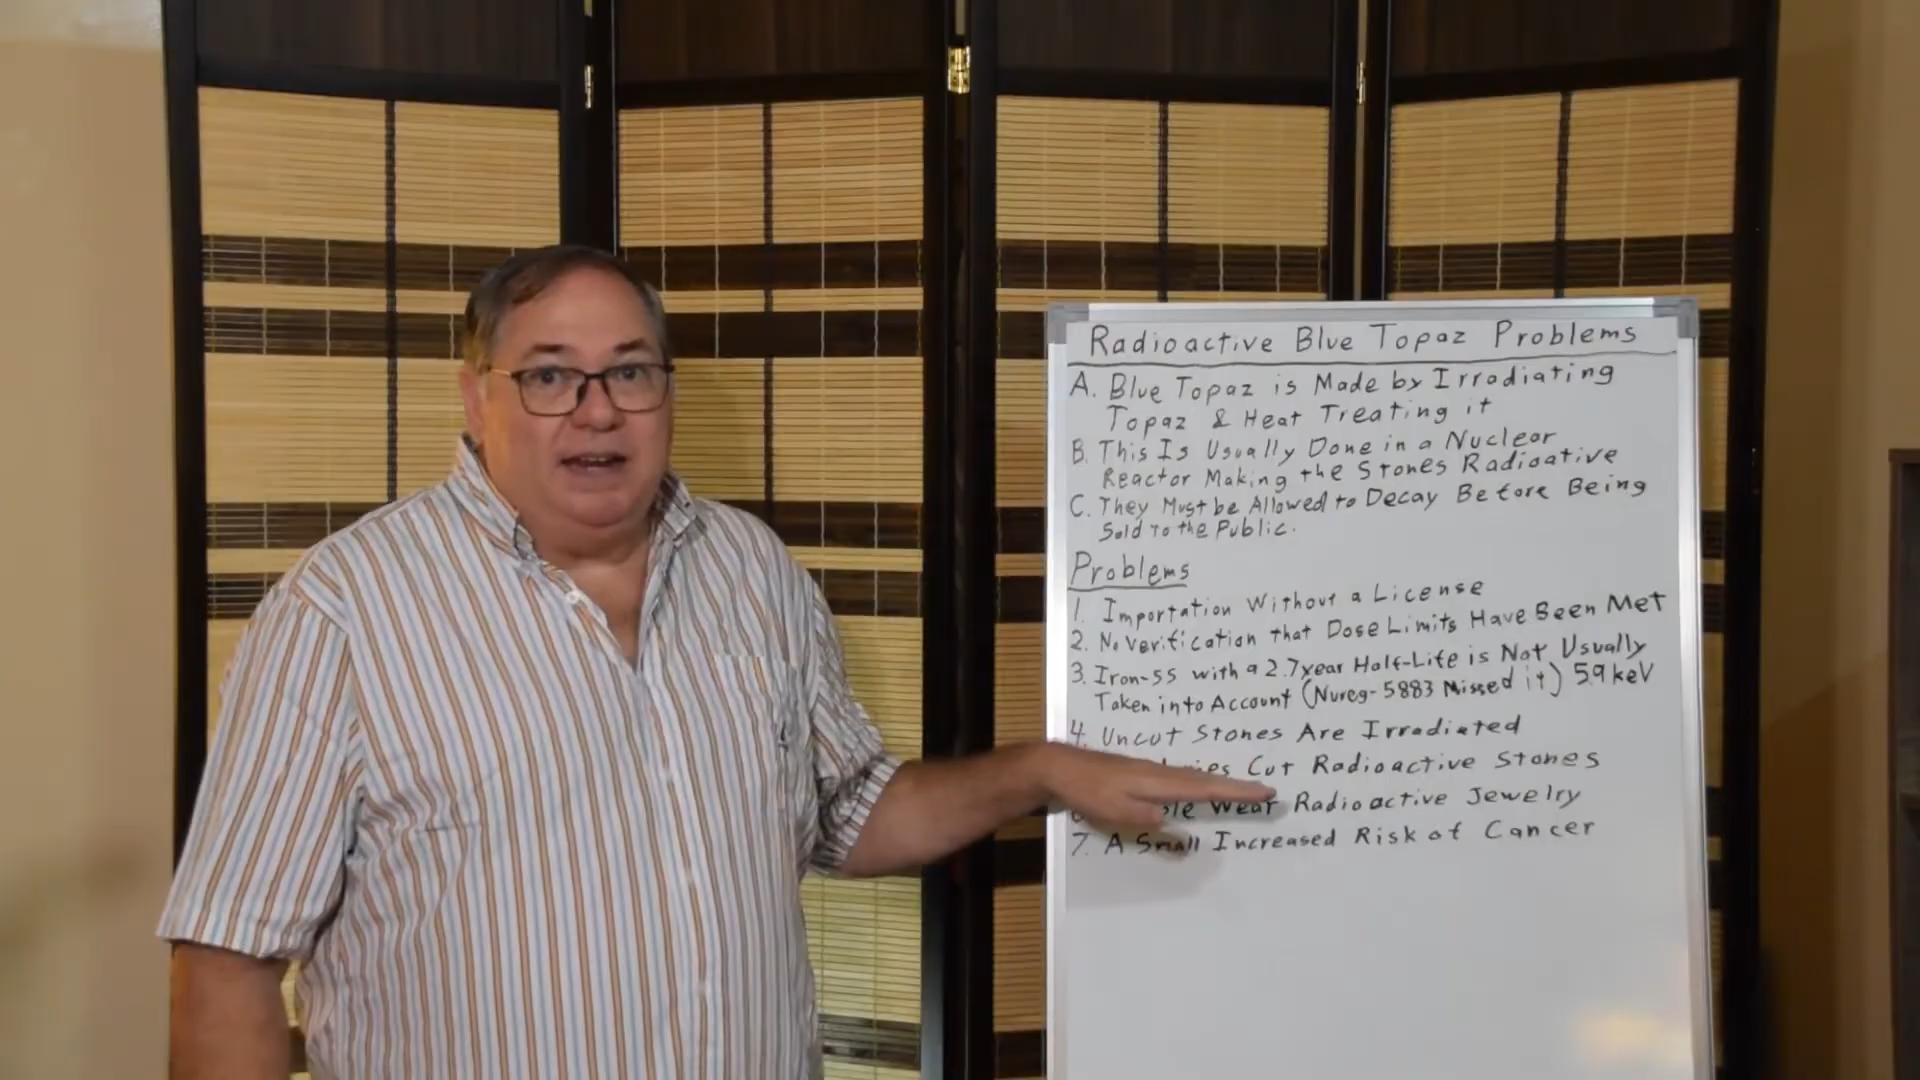 Radioactive Blue Topaz Problems
A. Blue Topaz is Made by Irradiating
Topaz & Heat Treating it
B. This Is Usually Done in a Nuclear
Reactor Making the Stones Radioative
C. They Must be Allowed to Decay Before Being
Sold to the Public.
Problems
1. Importation Without a License
2. No Verification that Dose Limits Have Been Met
3. Iron-55 with a 2.7 year Half-Life is Not Usually
Taken into Account (Nureg-5883 Missed it) 5.9 keV
4. Uncut Stones Are Irradiated
Cut Radioactive Stones
Wear Radioactive Jewelry
7. A Small Increased Risk of Cancer